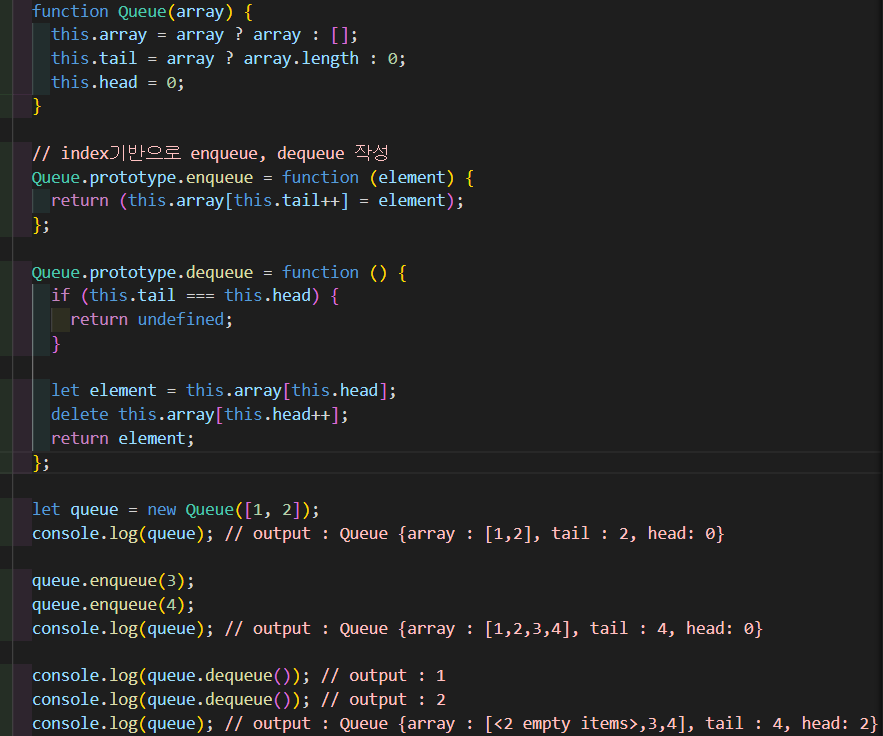 function Queue(array) {
  this.array = array ? array : [];
  this.tail = array ? array.length : 0;
  this.head = 0;
}

// index기반으로 enqueue, dequeue 작성
Queue.prototype.enqueue = function (element) {
  return (this.array[this.tail++] = element);
};

Queue.prototype.dequeue = function () {
  if (this.tail === this.head) {
    return undefined;
  }

  let element = this.array[this.head];
  delete this.array[this.head++];
  return element;
};

let queue = new Queue([1, 2]);
console.log(queue); // output : Queue {array : [1,2], tail : 2, head: 0}

queue.enqueue(3);
queue.enqueue(4);
console.log(queue); // output : Queue {array : [1,2,3,4], tail : 4, head: 0}

console.log(queue.dequeue()); // output : 1
console.log(queue.dequeue()); // output : 2
console.log(queue); // output : Queue {array : [<2 empty items>,3,4], tail : 4, head: 2}